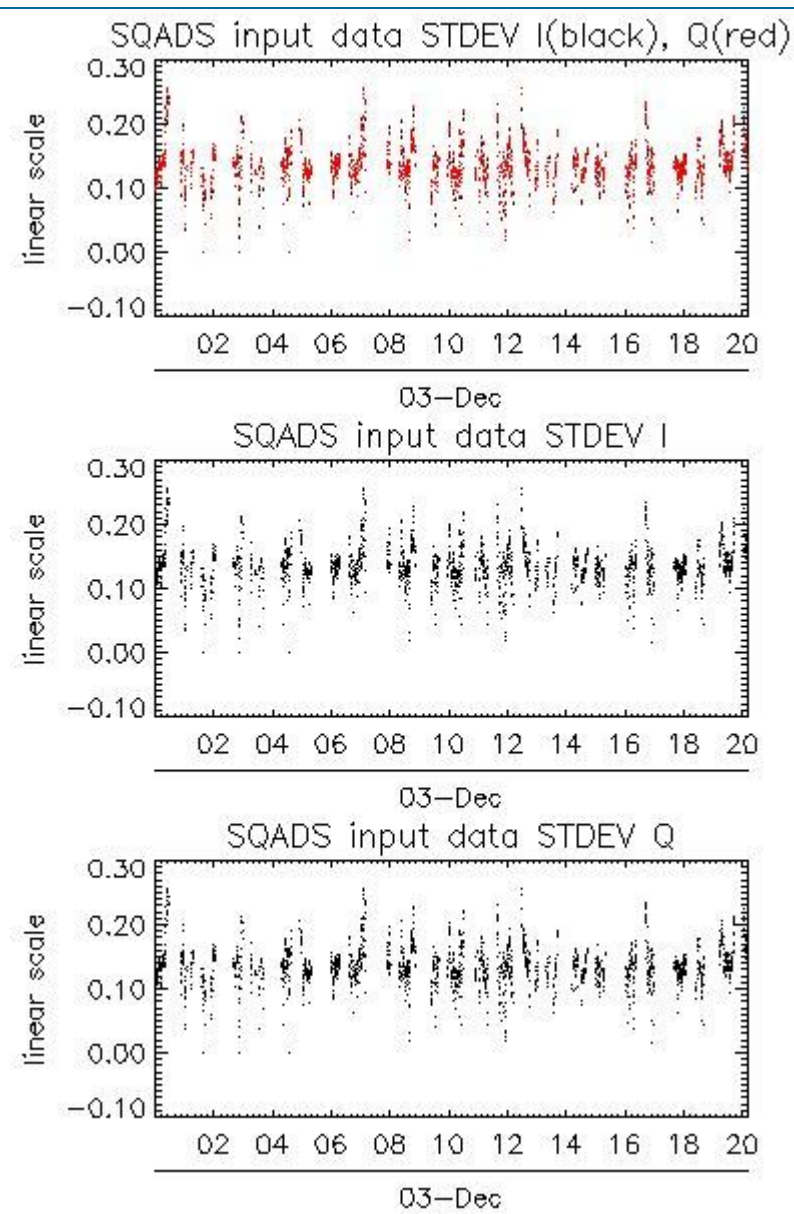 SQADS input data STDEV I(black), Q(red)
0.30
0.20
0.10
0.00
−0.10
linear scale
02 04 06 08 10 12 14 16 18 20
03−Dec
SQADS input data STDEV I
0.30
0.20
0.10
0.00
−0.10
linear scale
02 04 06 08 10 12 14 16 18 20
03−Dec
SQADS input data STDEV Q
0.30
0.20
0.10
0.00
−0.10
linear scale
02 04 06 08 10 12 14 16 18 20
03−Dec